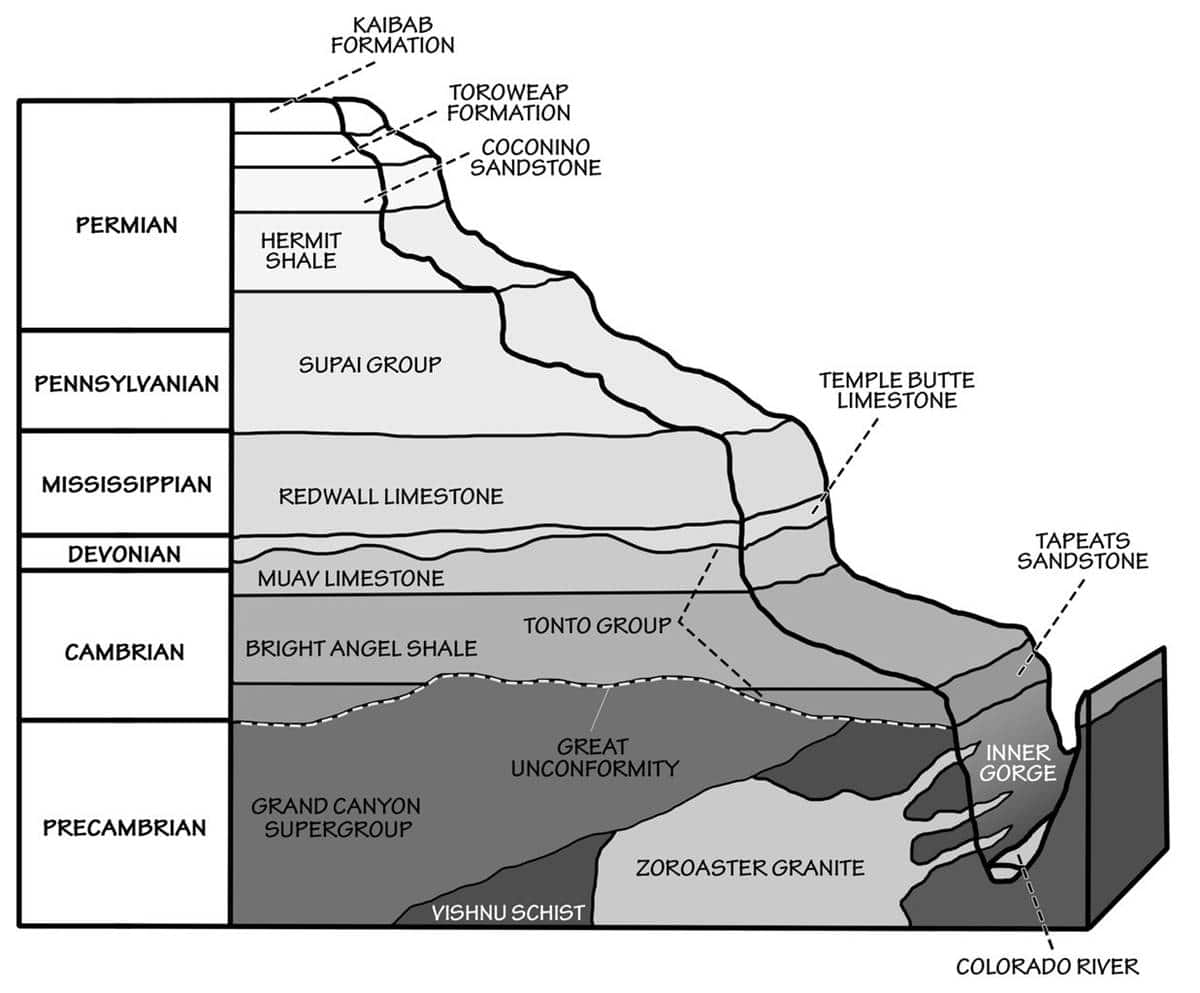 KAIBAB
FORMATION
TOROWEAP
FORMATION
COCONINO
SANDSTONE
PERMIAN
HERMIT
SHALE
SUPAI GROUP
PENNSYLVANIAN
TEMPLE BUTTE
LIMESTONE
MISSISSIPPIAN
REDWALL LIMESTONE
DEVONIAN
TAPEATS
SANDSTONE
MUAV LIMESTONE
TONTO GROUP
CAMBRIAN
BRIGHT ANGEL SHALE
GREAT
UNCONFORMITY
INNER
GORGE
GRAND CANYON
SUPERGROUP
PRECAMBRIAN
ZOROASTER GRANITE
VISHNU SCHIST
COLORADO RIVER